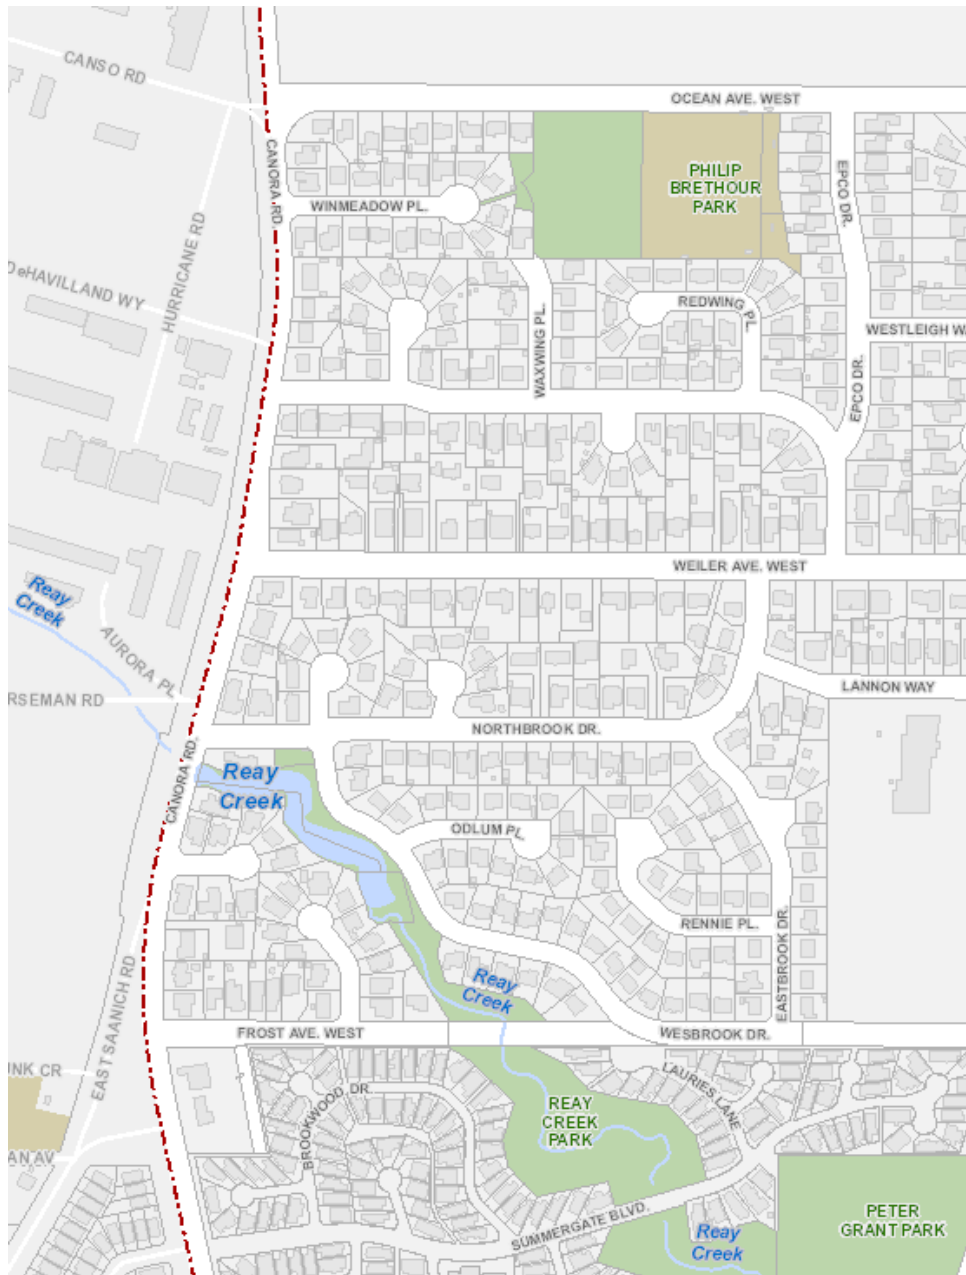 CANSO RD
OCEAN AVE. WEST
CANORA RD.
PHILIP
BRETHOUR
PARK
EPCO DR.
WINMEADOW PL.
HURRICANE RD
DeHAVILLAND WY
REDWING PL.
WAXWING PL.
WESTLEIGH WA
EPCO DR.
WEILER AVE. WEST
Reay
Creek
AURORA PL
LANNON WAY
RSEMAN RD
NORTHBROOK DR.
CANORA RD.
Reay
Creek
ODLUM PL.
RENNIE PL.
EASTBROOK DR.
EAST SAANICH RD
Reay
Creek
FROST AVE. WEST
WESBROOK DR.
UNK CR
BROOKWOOD DR
LAURIES LANE
REAY
CREEK
PARK
AN AV
SUMMERGATE BLVD.
PETER
GRANT PARK
Reay
Creek